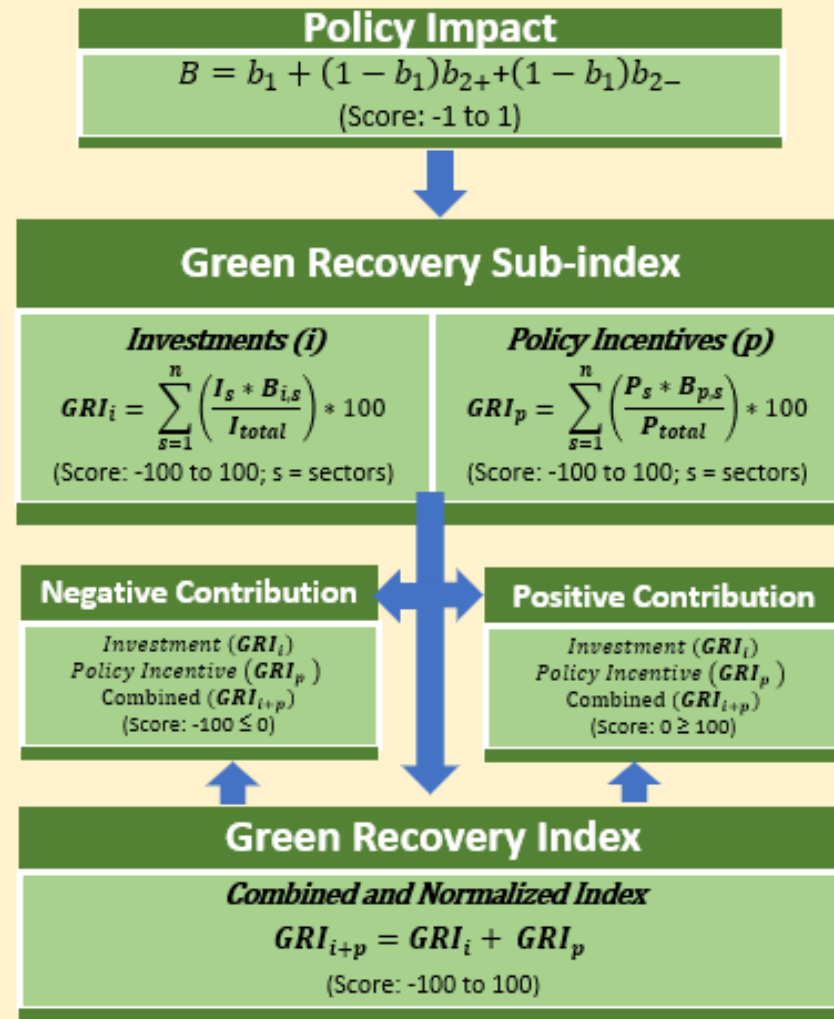 Policy Impact
B = b₁ + (1 − b₁)b₂₊+(1 − b₁)b₂₋
(Score: -1 to 1)
Green Recovery Sub-index
Investments (i)
GRIᵢ = ∑ₛ₌₁ⁿ (Iₛ * Bᵢ,ₛ / Iₜₒₜₐₗ) * 100
(Score: -100 to 100; s = sectors)
Policy Incentives (p)
GRIₚ = ∑ₛ₌₁ⁿ (Pₛ * Bₚ,ₛ / Pₜₒₜₐₗ) * 100
(Score: -100 to 100; s = sectors)
Negative Contribution
Investment (GRIᵢ)
Policy Incentive (GRIₚ )
Combined (GRIᵢ₊ₚ)
(Score: -100 ≤ 0)
Positive Contribution
Investment (GRIᵢ)
Policy Incentive (GRIₚ )
Combined (GRIᵢ₊ₚ)
(Score: 0 ≥ 100)
Green Recovery Index
Combined and Normalized Index
GRIᵢ₊ₚ = GRIᵢ + GRIₚ
(Score: -100 to 100)